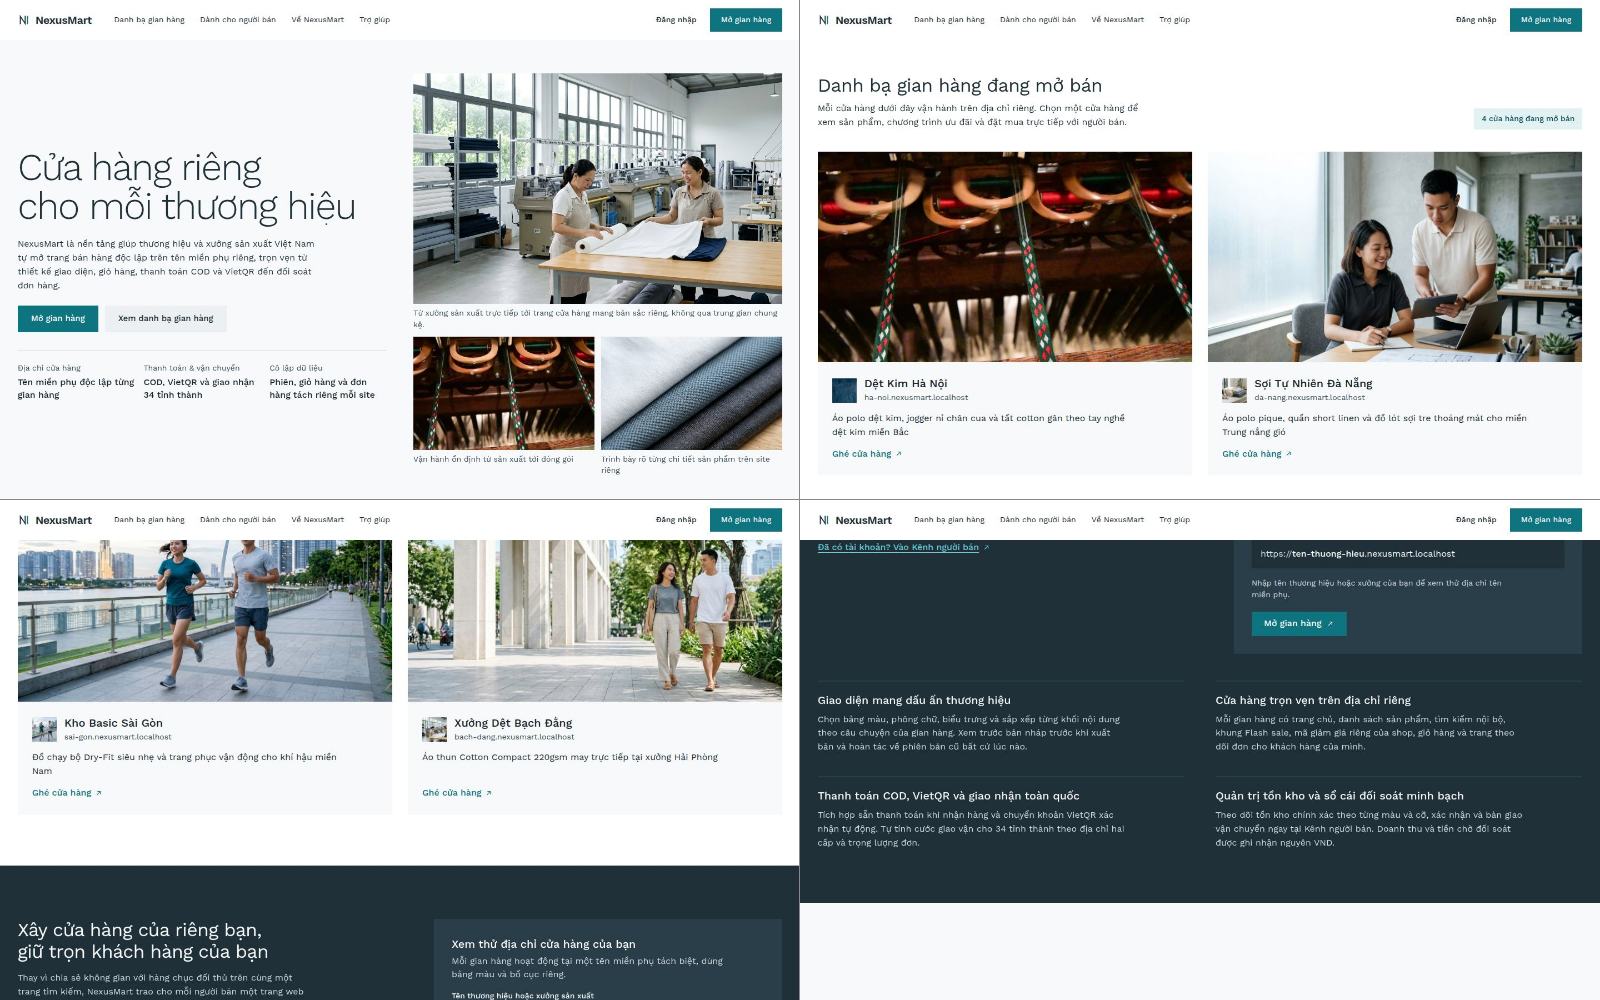 NexusMart
Danh bạ gian hàng
Dành cho người bán
Về NexusMart
Trợ giúp
Đăng nhập
Mở gian hàng
Cửa hàng riêng
cho mỗi thương hiệu
NexusMart là nền tảng giúp thương hiệu và xưởng sản xuất Việt Nam
tự mở trang bán hàng độc lập trên tên miền phụ riêng, trọn vẹn từ
thiết kế giao diện, giỏ hàng, thanh toán COD và VietQR đến đối soát
đơn hàng.
Mở gian hàng
Xem danh bạ gian hàng
Địa chỉ cửa hàng
Tên miền phụ độc lập từng
gian hàng
Thanh toán & vận chuyển
COD, VietQR và giao nhận
34 tỉnh thành
Cô lập dữ liệu
Phiên, giỏ hàng và đơn
hàng tách riêng mỗi site
Từ xưởng sản xuất trực tiếp tới trang cửa hàng mang bản sắc riêng, không qua trung gian chung
kệ.
Vận hành ổn định từ sản xuất tới đóng gói
Trình bày rõ từng chi tiết sản phẩm trên site
riêng
NexusMart
Danh bạ gian hàng
Dành cho người bán
Về NexusMart
Trợ giúp
Đăng nhập
Mở gian hàng
Danh bạ gian hàng đang mở bán
Mỗi cửa hàng dưới đây vận hành trên địa chỉ riêng. Chọn một cửa hàng để
xem sản phẩm, chương trình ưu đãi và đặt mua trực tiếp với người bán.
4 cửa hàng đang mở bán
Dệt Kim Hà Nội
ha-noi.nexusmart.localhost
Áo polo dệt kim, jogger nỉ chân cua và tất cotton gân theo tay nghề
dệt kim miền Bắc
Ghé cửa hàng ↗
Sợi Tự Nhiên Đà Nẵng
da-nang.nexusmart.localhost
Áo polo pique, quần short linen và đồ lót sợi tre thoáng mát cho miền
Trung nắng gió
Ghé cửa hàng ↗
NexusMart
Danh bạ gian hàng
Dành cho người bán
Về NexusMart
Trợ giúp
Đăng nhập
Mở gian hàng
Kho Basic Sài Gòn
sai-gon.nexusmart.localhost
Đồ chạy bộ Dry-Fit siêu nhẹ và trang phục vận động cho khí hậu miền
Nam
Ghé cửa hàng ↗
Xưởng Dệt Bạch Đằng
bach-dang.nexusmart.localhost
Áo thun Cotton Compact 220gsm may trực tiếp tại xưởng Hải Phòng
Ghé cửa hàng ↗
Xây cửa hàng của riêng bạn,
giữ trọn khách hàng của bạn
Thay vì chia sẻ không gian với hàng chục đối thủ trên cùng một
trang tìm kiếm, NexusMart trao cho mỗi người bán một trang web
Xem thử địa chỉ cửa hàng của bạn
Mỗi gian hàng hoạt động tại một tên miền phụ tách biệt, dùng
bảng màu và bố cục riêng.
Tên thương hiệu hoặc xưởng sản xuất
NexusMart
Danh bạ gian hàng
Dành cho người bán
Về NexusMart
Trợ giúp
Đăng nhập
Mở gian hàng
Đã có tài khoản? Vào Kênh người bán ↗
https://ten-thuong-hieu.nexusmart.localhost
Nhập tên thương hiệu hoặc xưởng của bạn để xem thử địa chỉ tên
miền phụ.
Mở gian hàng ↗
Giao diện mang dấu ấn thương hiệu
Chọn bảng màu, phông chữ, biểu trưng và sắp xếp từng khối nội dung
theo câu chuyện của gian hàng. Xem trước bản nháp trước khi xuất
bản và hoàn tác về phiên bản cũ bất cứ lúc nào.
Cửa hàng trọn vẹn trên địa chỉ riêng
Mỗi gian hàng có trang chủ, danh sách sản phẩm, tìm kiếm nội bộ,
khung Flash sale, mã giảm giá riêng của shop, giỏ hàng và trang theo
dõi đơn cho khách hàng của mình.
Thanh toán COD, VietQR và giao nhận toàn quốc
Tích hợp sẵn thanh toán khi nhận hàng và chuyển khoản VietQR xác
nhận tự động. Tự tính cước giao vận cho 34 tỉnh thành theo địa chỉ hai
cấp và trọng lượng đơn.
Quản trị tồn kho và sổ cái đối soát minh bạch
Theo dõi tồn kho chính xác theo từng màu và cỡ, xác nhận và bàn giao
vận chuyển ngay tại Kênh người bán. Doanh thu và tiền chờ đối soát
được ghi nhận nguyên VND.